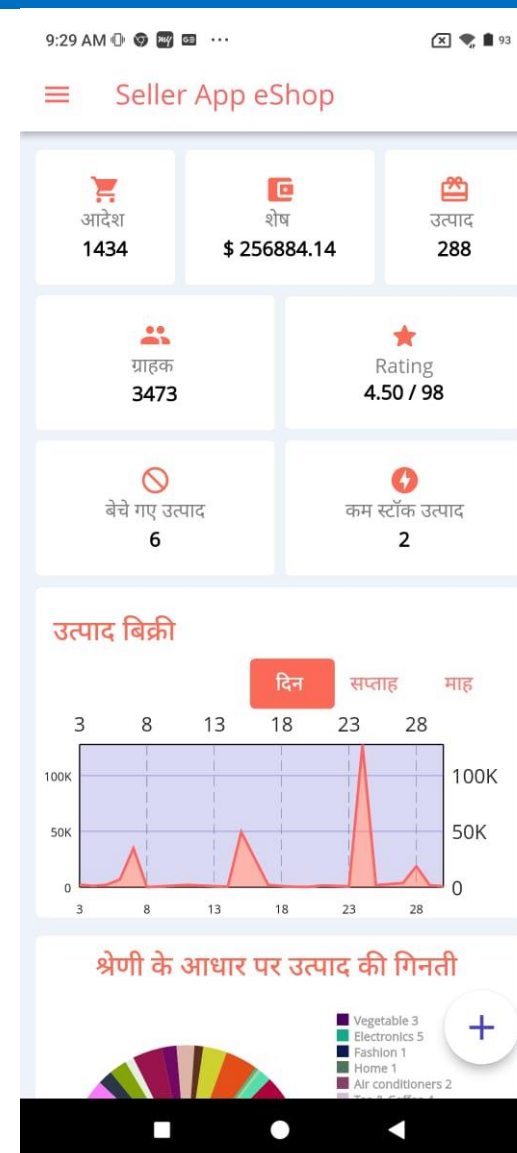 9:29 AM
93
Seller App eShop
आदेश
1434
शेष
$ 256884.14
उत्पाद
288
ग्राहक
3473
Rating
4.50 / 98
बेचे गए उत्पाद
6
कम स्टॉक उत्पाद
2
उत्पाद बिक्री
दिन सप्ताह माह
3 8 13 18 23 28
100K 100K
50K 50K
0 0
3 8 13 18 23 28
श्रेणी के आधार पर उत्पाद की गिनती
Vegetable 3
Electronics 5
Fashion 1
Home 1
Air conditioners 2